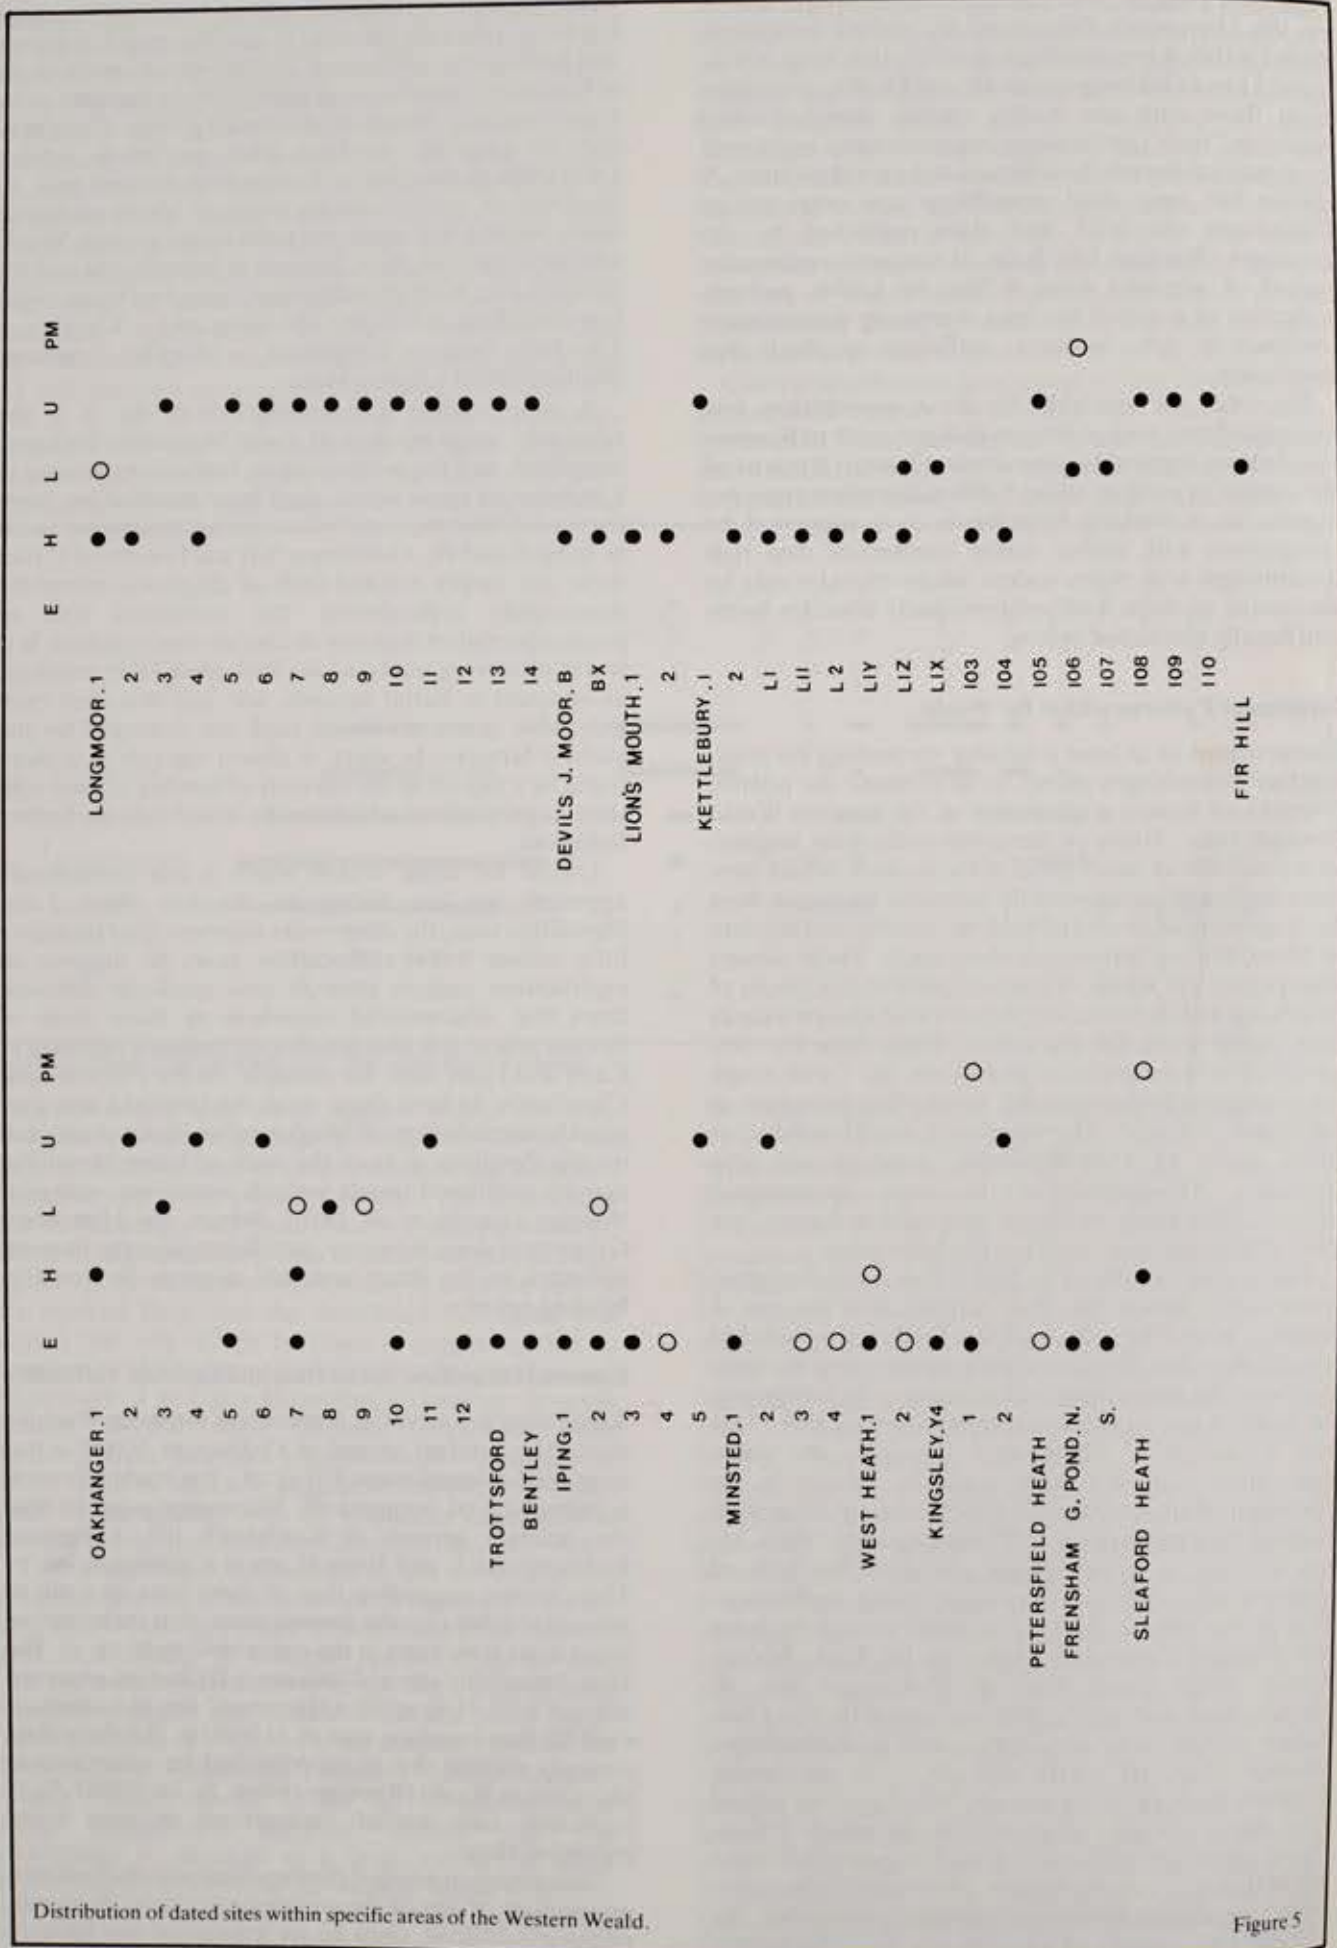 E H L U PM
OAKHANGER.1
2
3
4
5
6
7
8
9
10
11
12
TROTTSFORD
BENTLEY
IPING.1
2
3
4
5
MINSTED.1
2
3
4
WEST HEATH.1
2
KINGSLEY.Y4
1
2
PETERSFIELD HEATH
FRENSHAM G. POND.N.
S.
SLEAFORD HEATH
E H L U PM
LONGMOOR.1
2
3
4
5
6
7
8
9
10
11
12
13
14
DEVIL'S J. MOOR. B
BX
LION'S MOUTH.1
2
KETTLEBURY.1
2
L1
LII
L2
LIY
LIZ
LIX
103
104
105
106
107
108
109
110
FIR HILL
Distribution of dated sites within specific areas of the Western Weald.
Figure 5